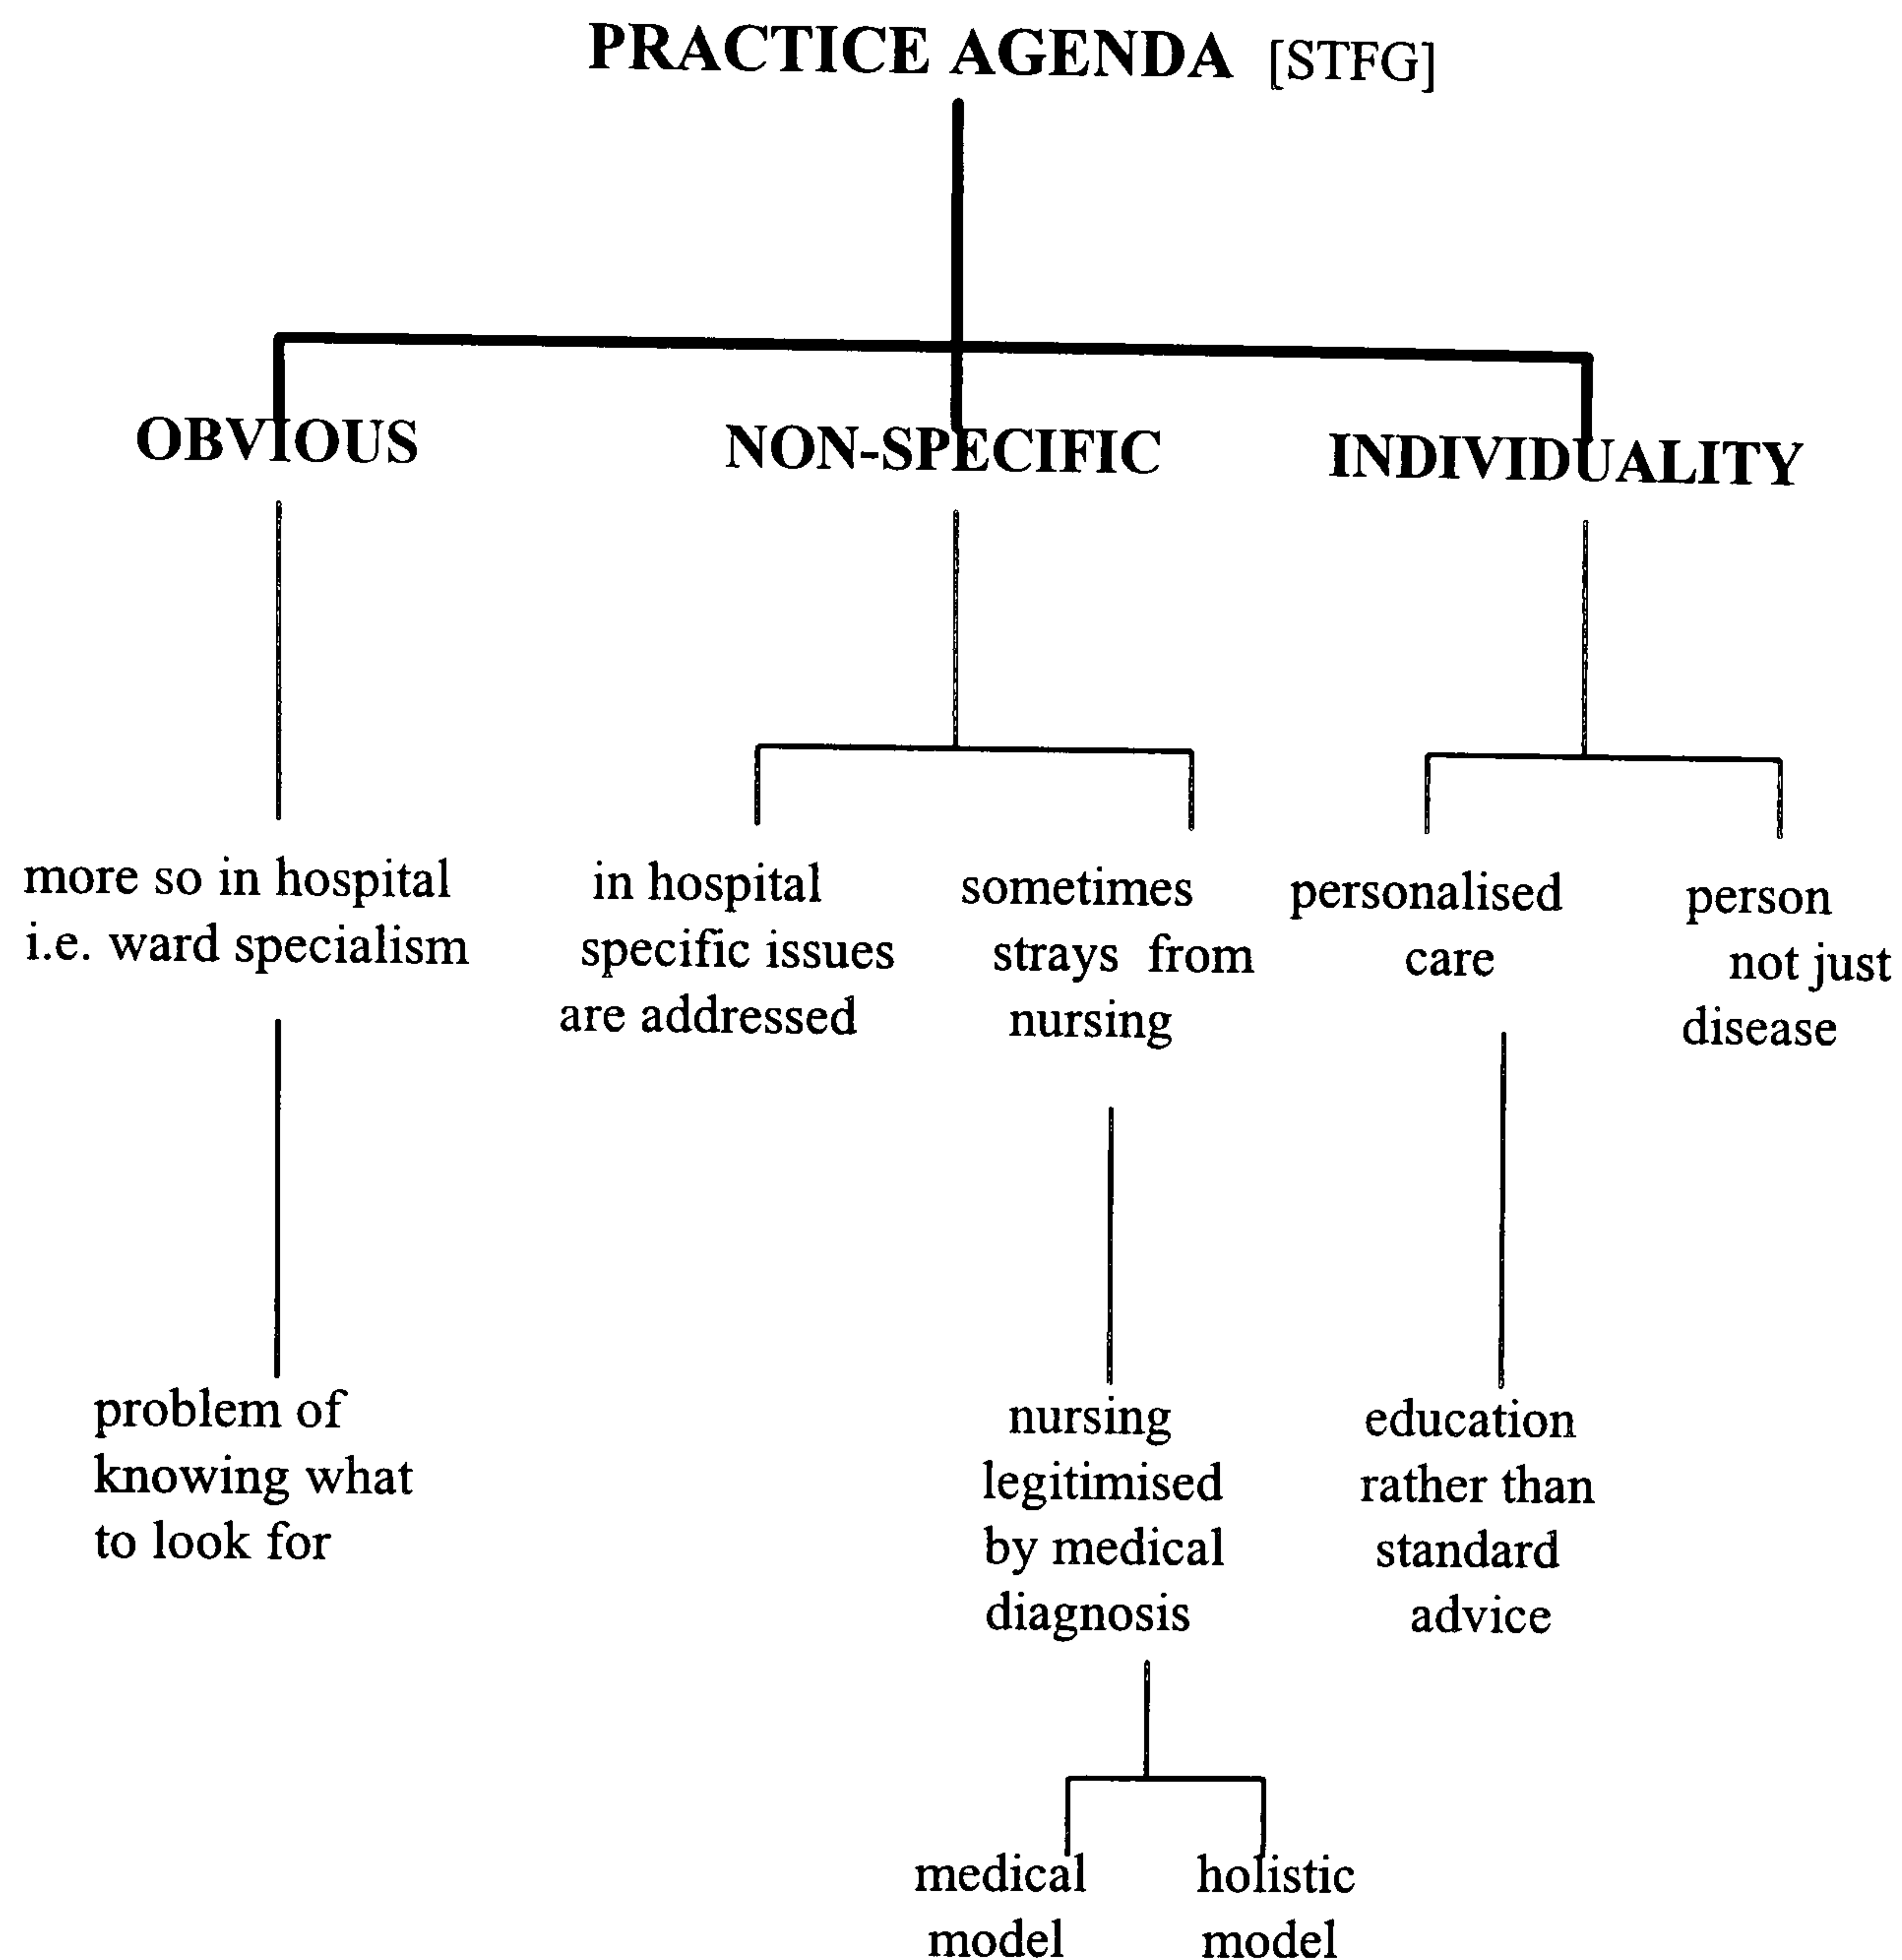 PRACTICE AGENDA [STFG]
OBVIOUS
NON-SPECIFIC
INDIVIDUALITY
more so in hospital
i.e. ward specialism
in hospital
specific issues
are addressed
sometimes
strays from
nursing
personalised
care
person
not just
disease
problem of
knowing what
to look for
nursing
legitimised
by medical
diagnosis
education
rather than
standard
advice
medical
model
holistic
model